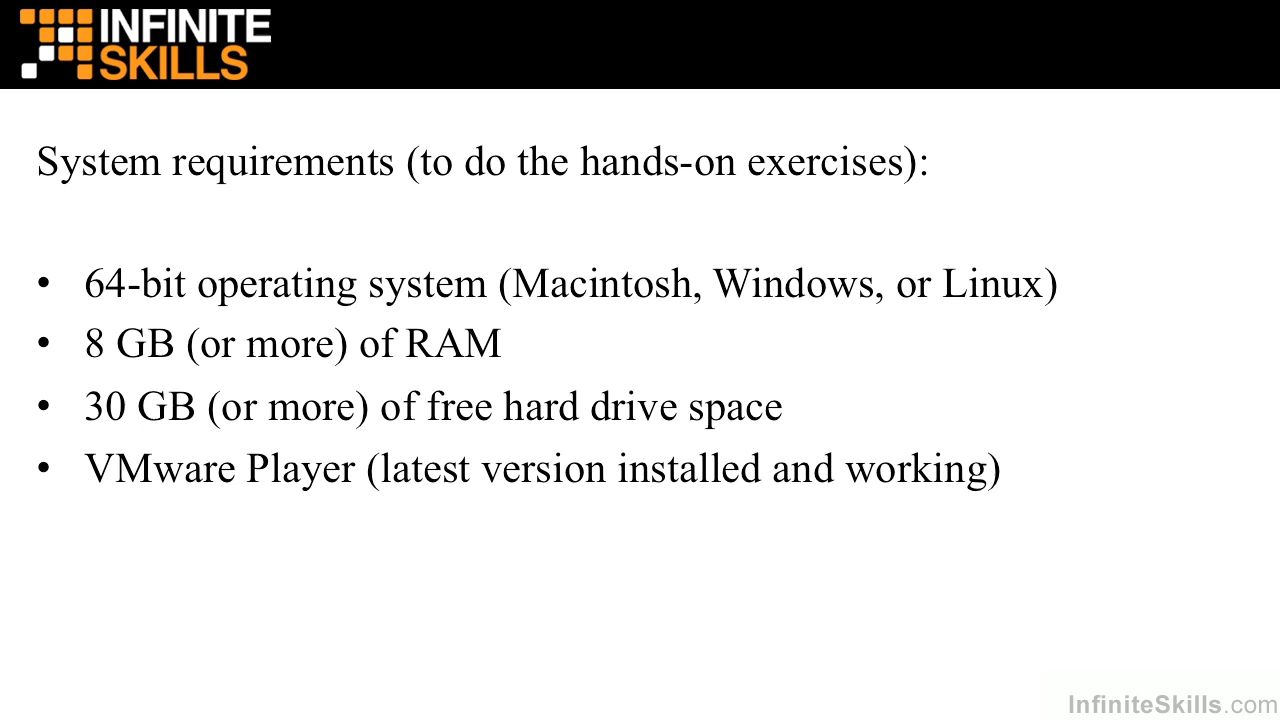 INFINITE
SKILLS
System requirements (to do the hands-on exercises):
• 64-bit operating system (Macintosh, Windows, or Linux)
• 8 GB (or more) of RAM
• 30 GB (or more) of free hard drive space
• VMware Player (latest version installed and working)
InfiniteSkills.com